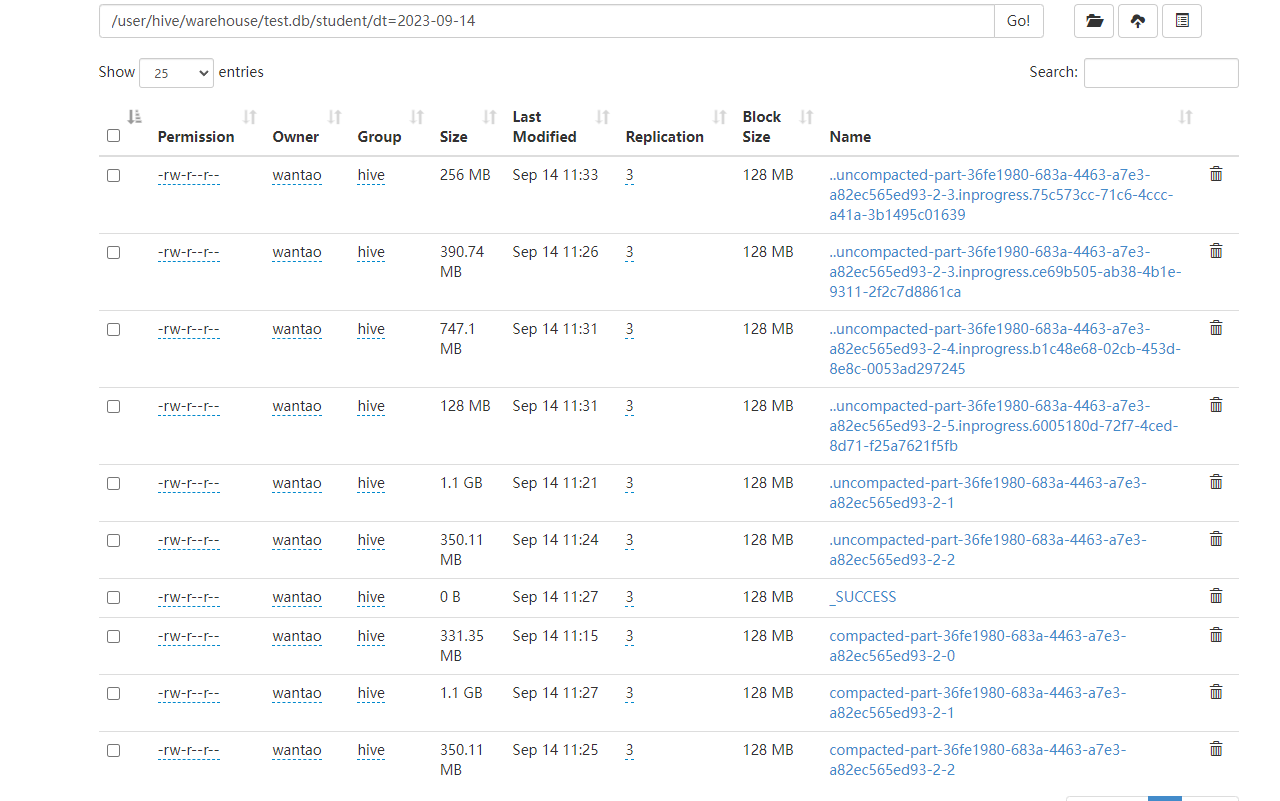 /user/hive/warehouse/test.db/student/dt=2023-09-14 Go!
Show 25 entries Search:
Permission Owner Group Size Last Modified Replication Block Size Name
-rw-r--r-- wantao hive 256 MB Sep 14 11:33 3 128 MB ..uncompacted-part-36fe1980-683a-4463-a7e3-
a82ec565ed93-2-3.inprogress.75c573cc-71c6-4ccc-
a41a-3b1495c01639
-rw-r--r-- wantao hive 390.74 MB Sep 14 11:26 3 128 MB ..uncompacted-part-36fe1980-683a-4463-a7e3-
a82ec565ed93-2-3.inprogress.ce69b505-ab38-4b1e-
9311-2f2c7d8861ca
-rw-r--r-- wantao hive 747.1 MB Sep 14 11:31 3 128 MB ..uncompacted-part-36fe1980-683a-4463-a7e3-
a82ec565ed93-2-4.inprogress.b1c48e68-02cb-453d-
8e8c-0053ad297245
-rw-r--r-- wantao hive 128 MB Sep 14 11:31 3 128 MB ..uncompacted-part-36fe1980-683a-4463-a7e3-
a82ec565ed93-2-5.inprogress.6005180d-72f7-4ced-
8d71-f25a7621f5fb
-rw-r--r-- wantao hive 1.1 GB Sep 14 11:21 3 128 MB .uncompacted-part-36fe1980-683a-4463-a7e3-
a82ec565ed93-2-1
-rw-r--r-- wantao hive 350.11 MB Sep 14 11:24 3 128 MB .uncompacted-part-36fe1980-683a-4463-a7e3-
a82ec565ed93-2-2
-rw-r--r-- wantao hive 0 B Sep 14 11:27 3 128 MB _SUCCESS
-rw-r--r-- wantao hive 331.35 MB Sep 14 11:15 3 128 MB compacted-part-36fe1980-683a-4463-a7e3-
a82ec565ed93-2-0
-rw-r--r-- wantao hive 1.1 GB Sep 14 11:27 3 128 MB compacted-part-36fe1980-683a-4463-a7e3-
a82ec565ed93-2-1
-rw-r--r-- wantao hive 350.11 MB Sep 14 11:25 3 128 MB compacted-part-36fe1980-683a-4463-a7e3-
a82ec565ed93-2-2